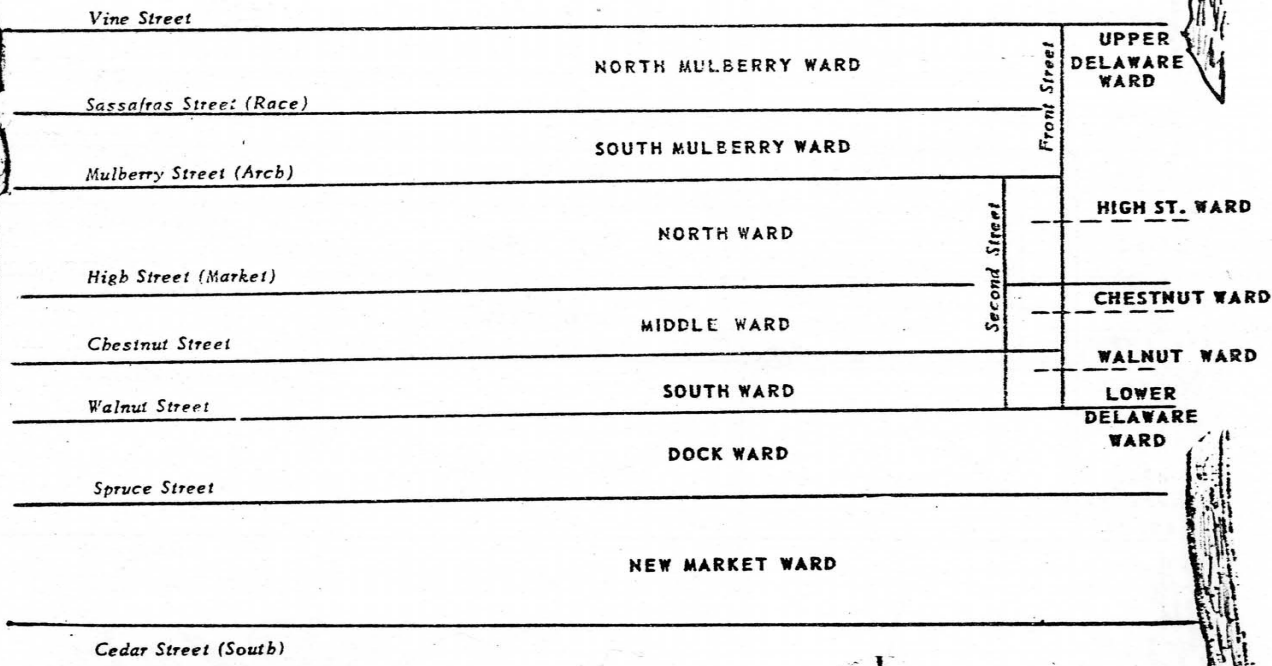 Vine Street
NORTH MULBERRY WARD
Front Street
UPPER
DELAWARE
WARD
Sassafras Street (Race)
SOUTH MULBERRY WARD
Mulberry Street (Arch)
NORTH WARD
Second Street
HIGH ST. WARD
High Street (Market)
MIDDLE WARD
CHESTNUT WARD
Chestnut Street
WALNUT WARD
SOUTH WARD
LOWER
DELAWARE
WARD
Walnut Street
DOCK WARD
Spruce Street
NEW MARKET WARD
Cedar Street (South)